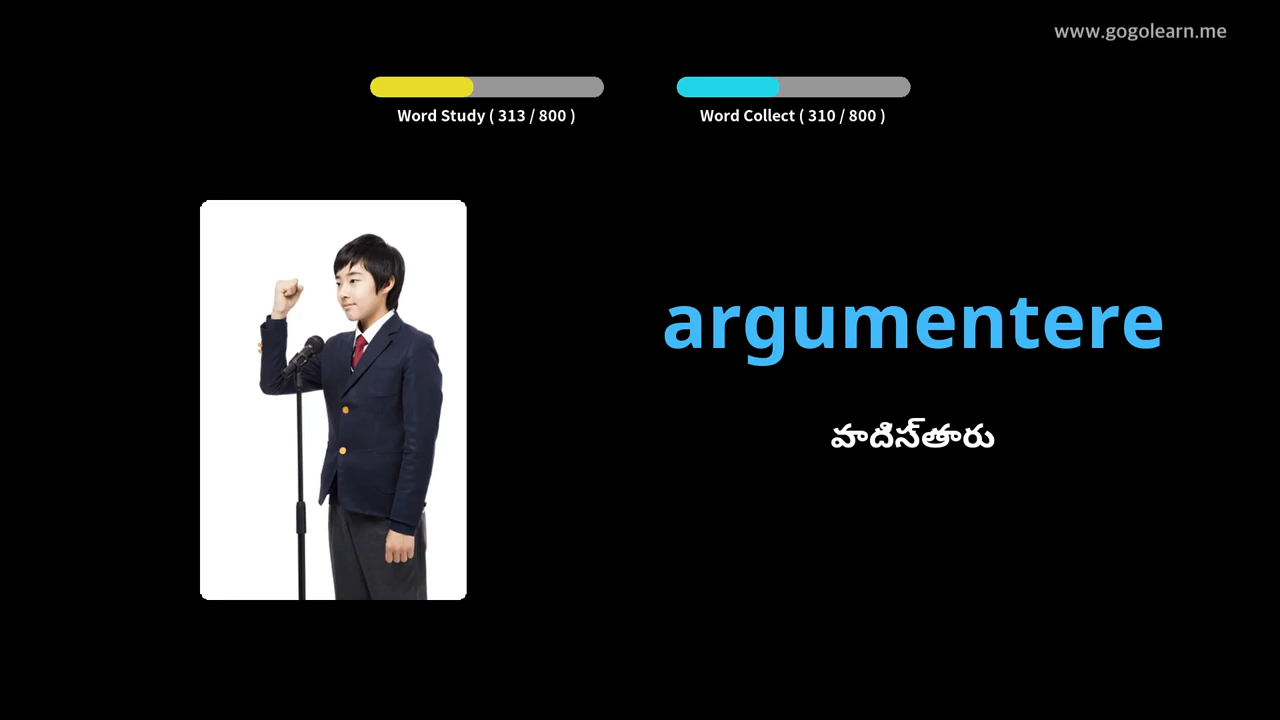 www.gogolearn.me
Word Study ( 313 / 800 )
Word Collect ( 310 / 800 )
argumentere
వాదిస్తారు